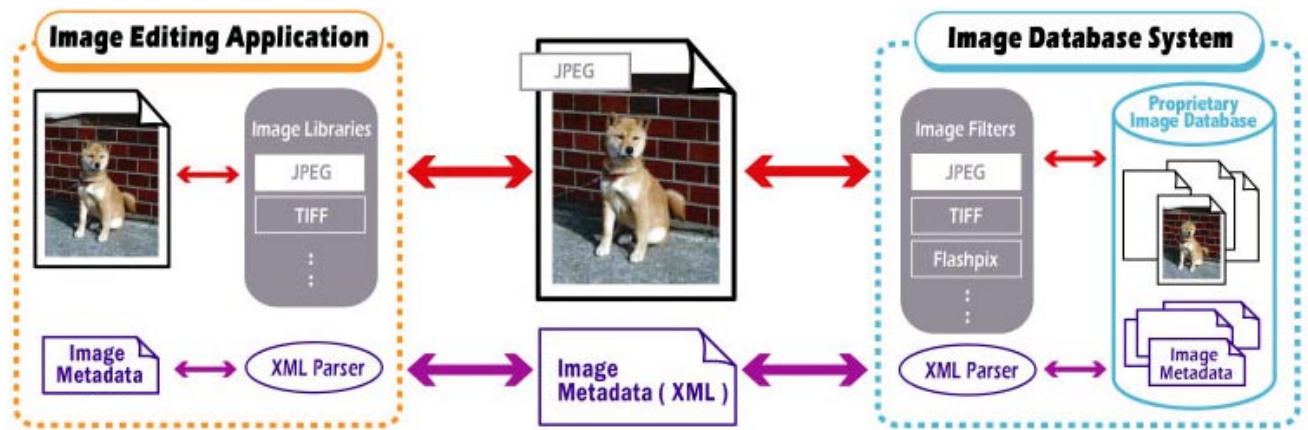 Image Editing Application
Image Libraries
JPEG
TIFF
Image
Metadata
XML Parser
JPEG
Image
Metadata ( XML )
Image Database System
Image Filters
JPEG
TIFF
Flashpix
XML Parser
Proprietary
Image Database
Image
Metadata